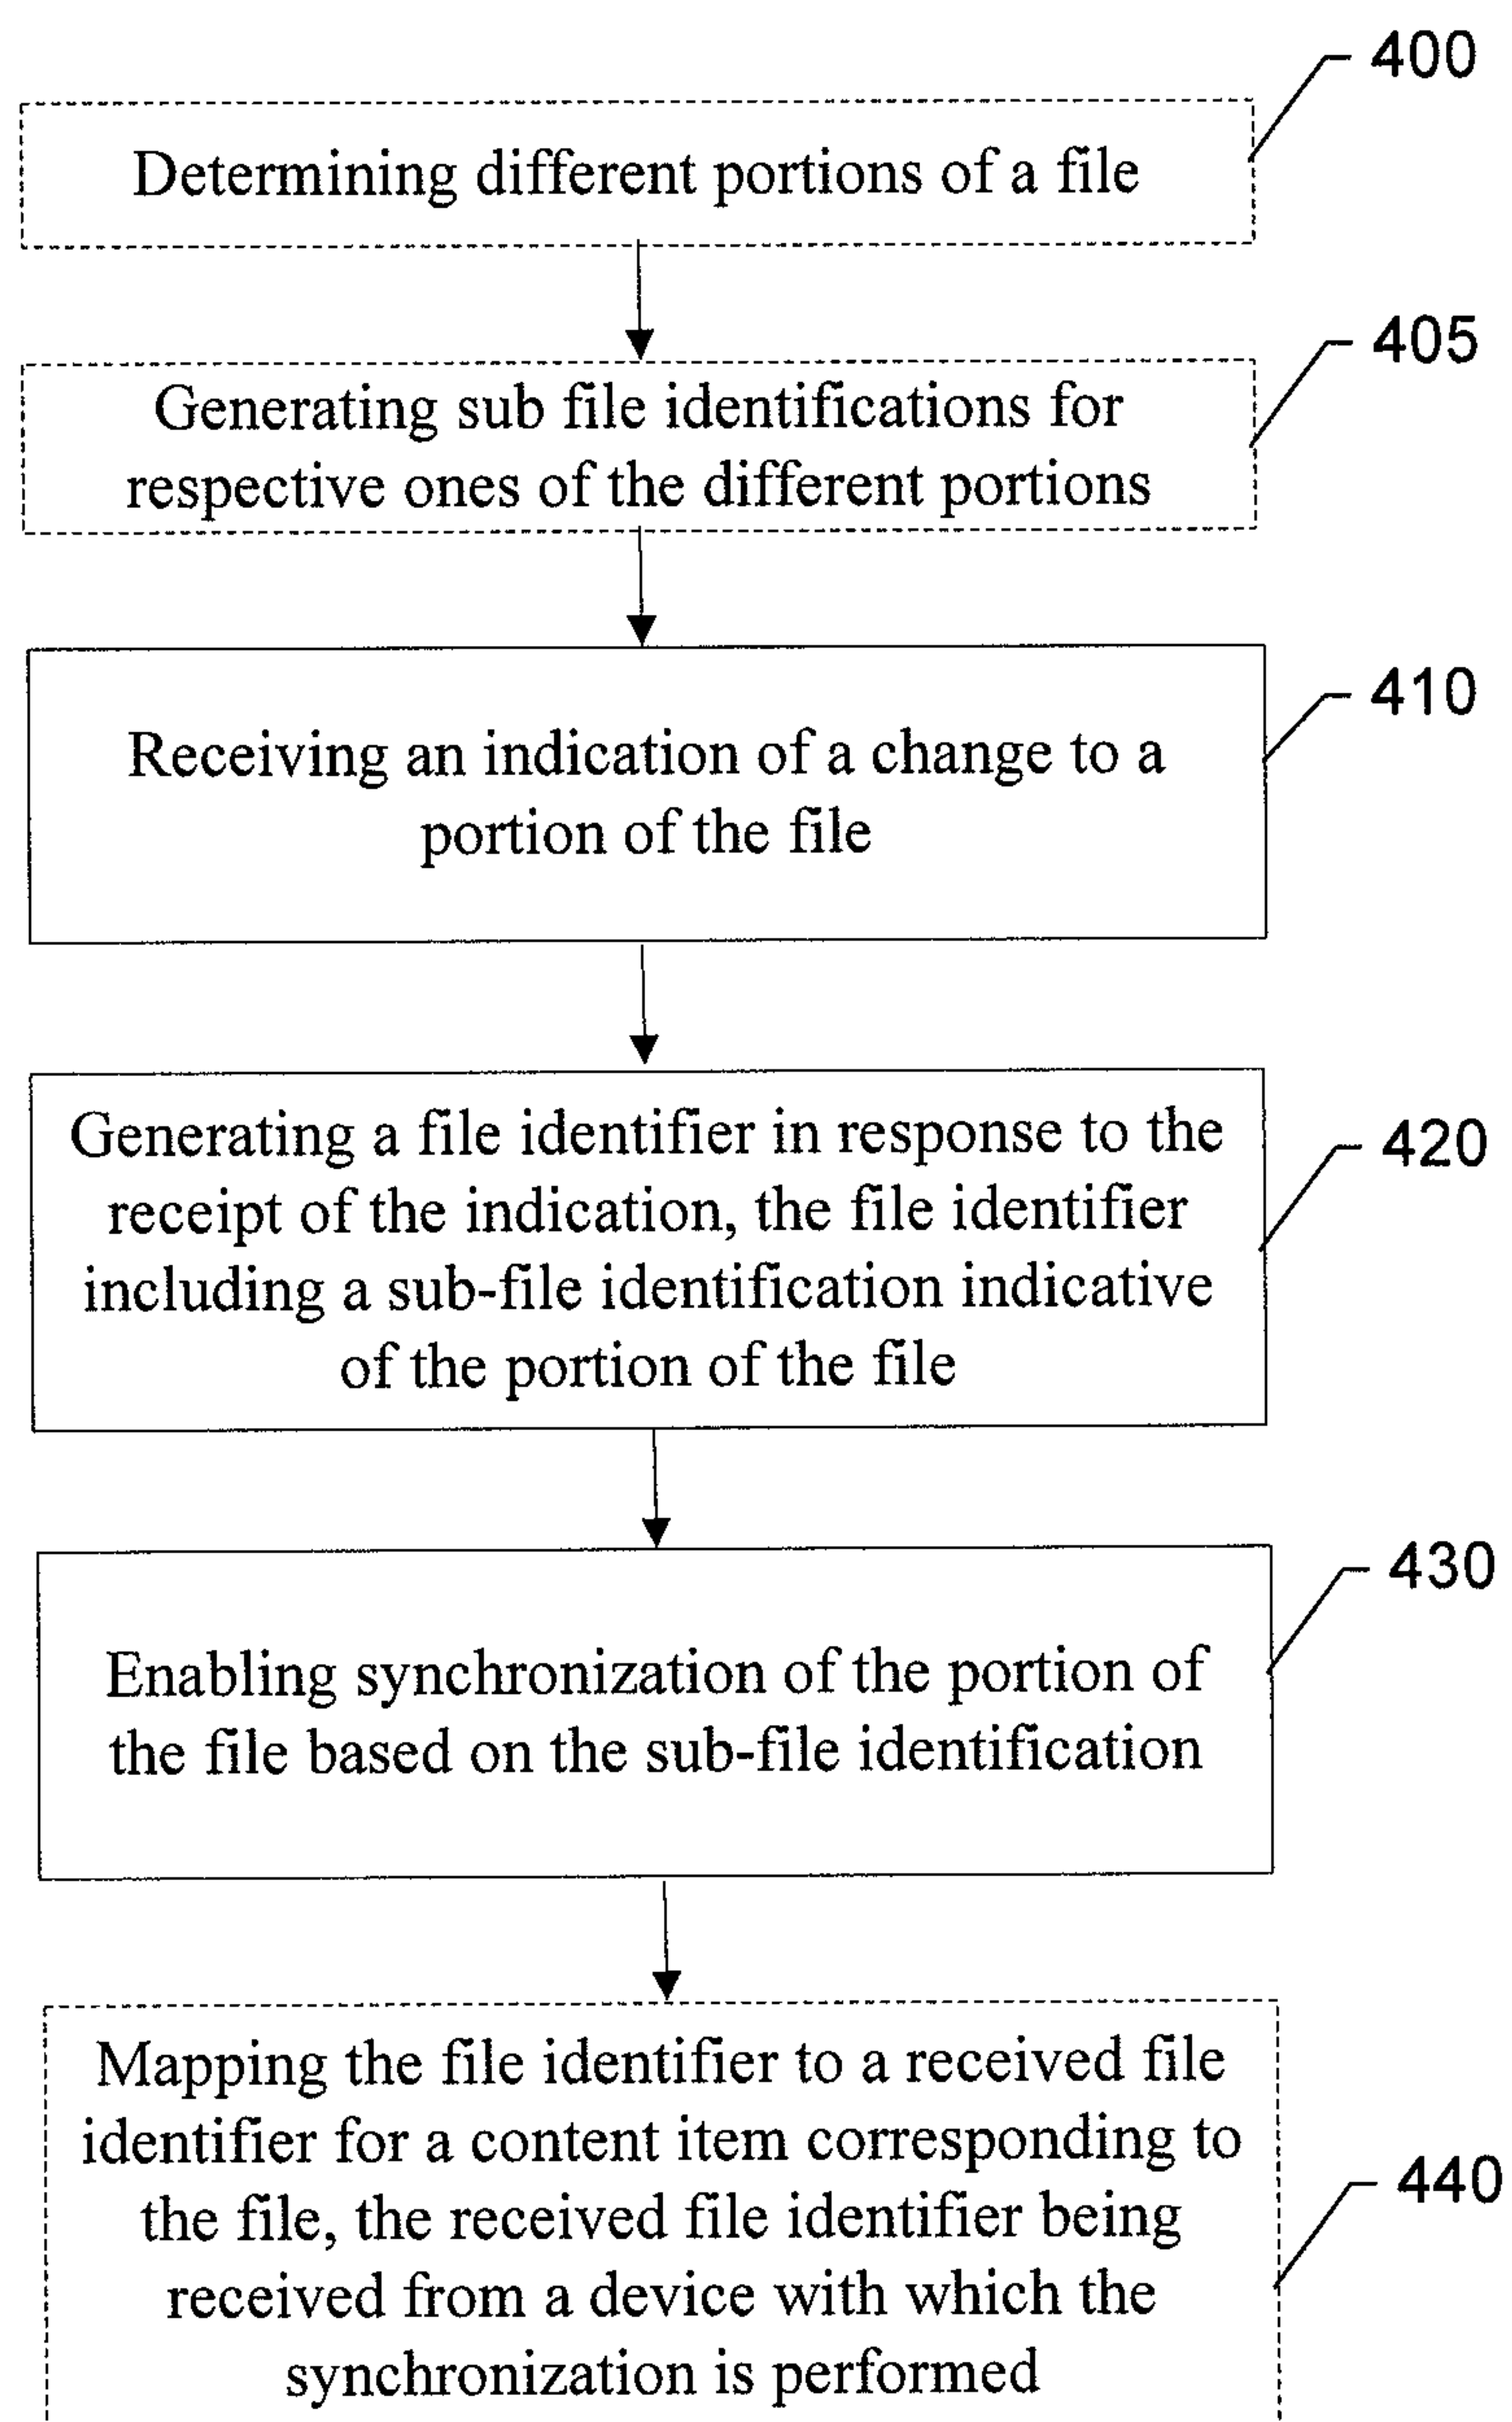 400
Determining different portions of a file
405
Generating sub file identifications for
respective ones of the different portions
410
Receiving an indication of a change to a
portion of the file
420
Generating a file identifier in response to the
receipt of the indication, the file identifier
including a sub-file identification indicative
of the portion of the file
430
Enabling synchronization of the portion of
the file based on the sub-file identification
440
Mapping the file identifier to a received file
identifier for a content item corresponding to
the file, the received file identifier being
received from a device with which the
synchronization is performed